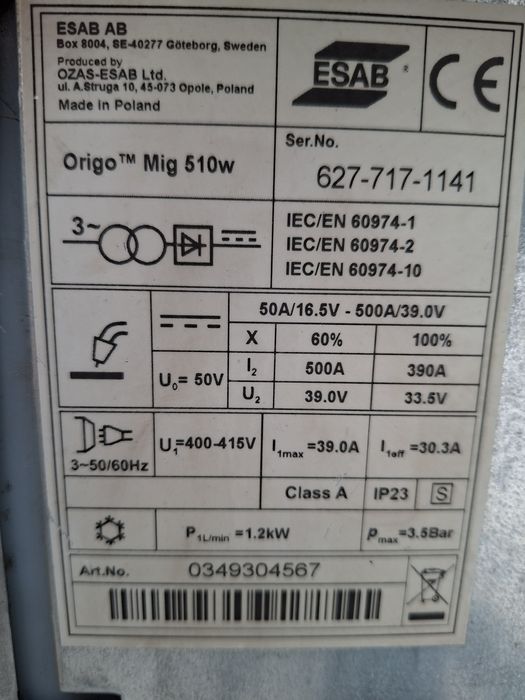 ESAB AB
Box 8004, SE-40277 Göteborg, Sweden
Produced by
OZAS-ESAB Ltd.
ul. A.Struga 10, 45-073 Opole, Poland
Made in Poland
ESAB ®
CE
Origo™ Mig 510w
Ser.No.
627-717-1141
3~
IEC/EN 60974-1
IEC/EN 60974-2
IEC/EN 60974-10
50A/16.5V - 500A/39.0V
X 60% 100%
U₀= 50V
I₂ 500A 390A
U₂ 39.0V 33.5V
3~50/60Hz
U₁=400-415V
I1max =39.0A
I1eff =30.3A
Class A
IP23
S
P1L/min =1.2kW
Pmax=3.5Bar
Art.No. 0349304567